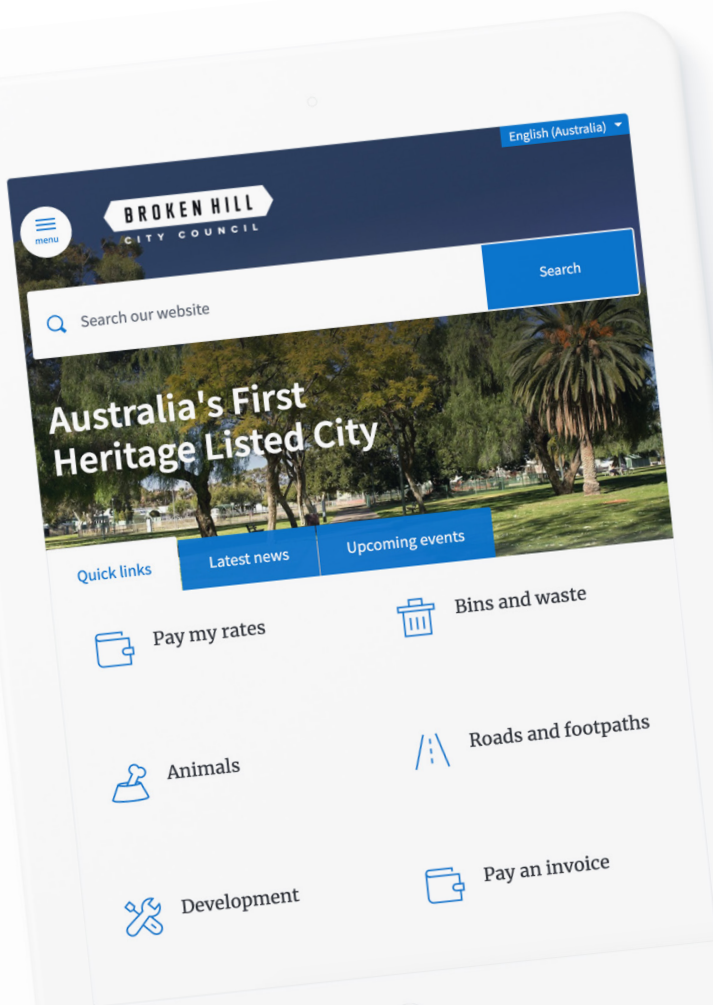 English (Australia)
menu
BROKEN HILL
CITY COUNCIL
Search our website
Search
Australia's First
Heritage Listed City
Quick links
Latest news
Upcoming events
Pay my rates
Bins and waste
Animals
Roads and footpaths
Development
Pay an invoice